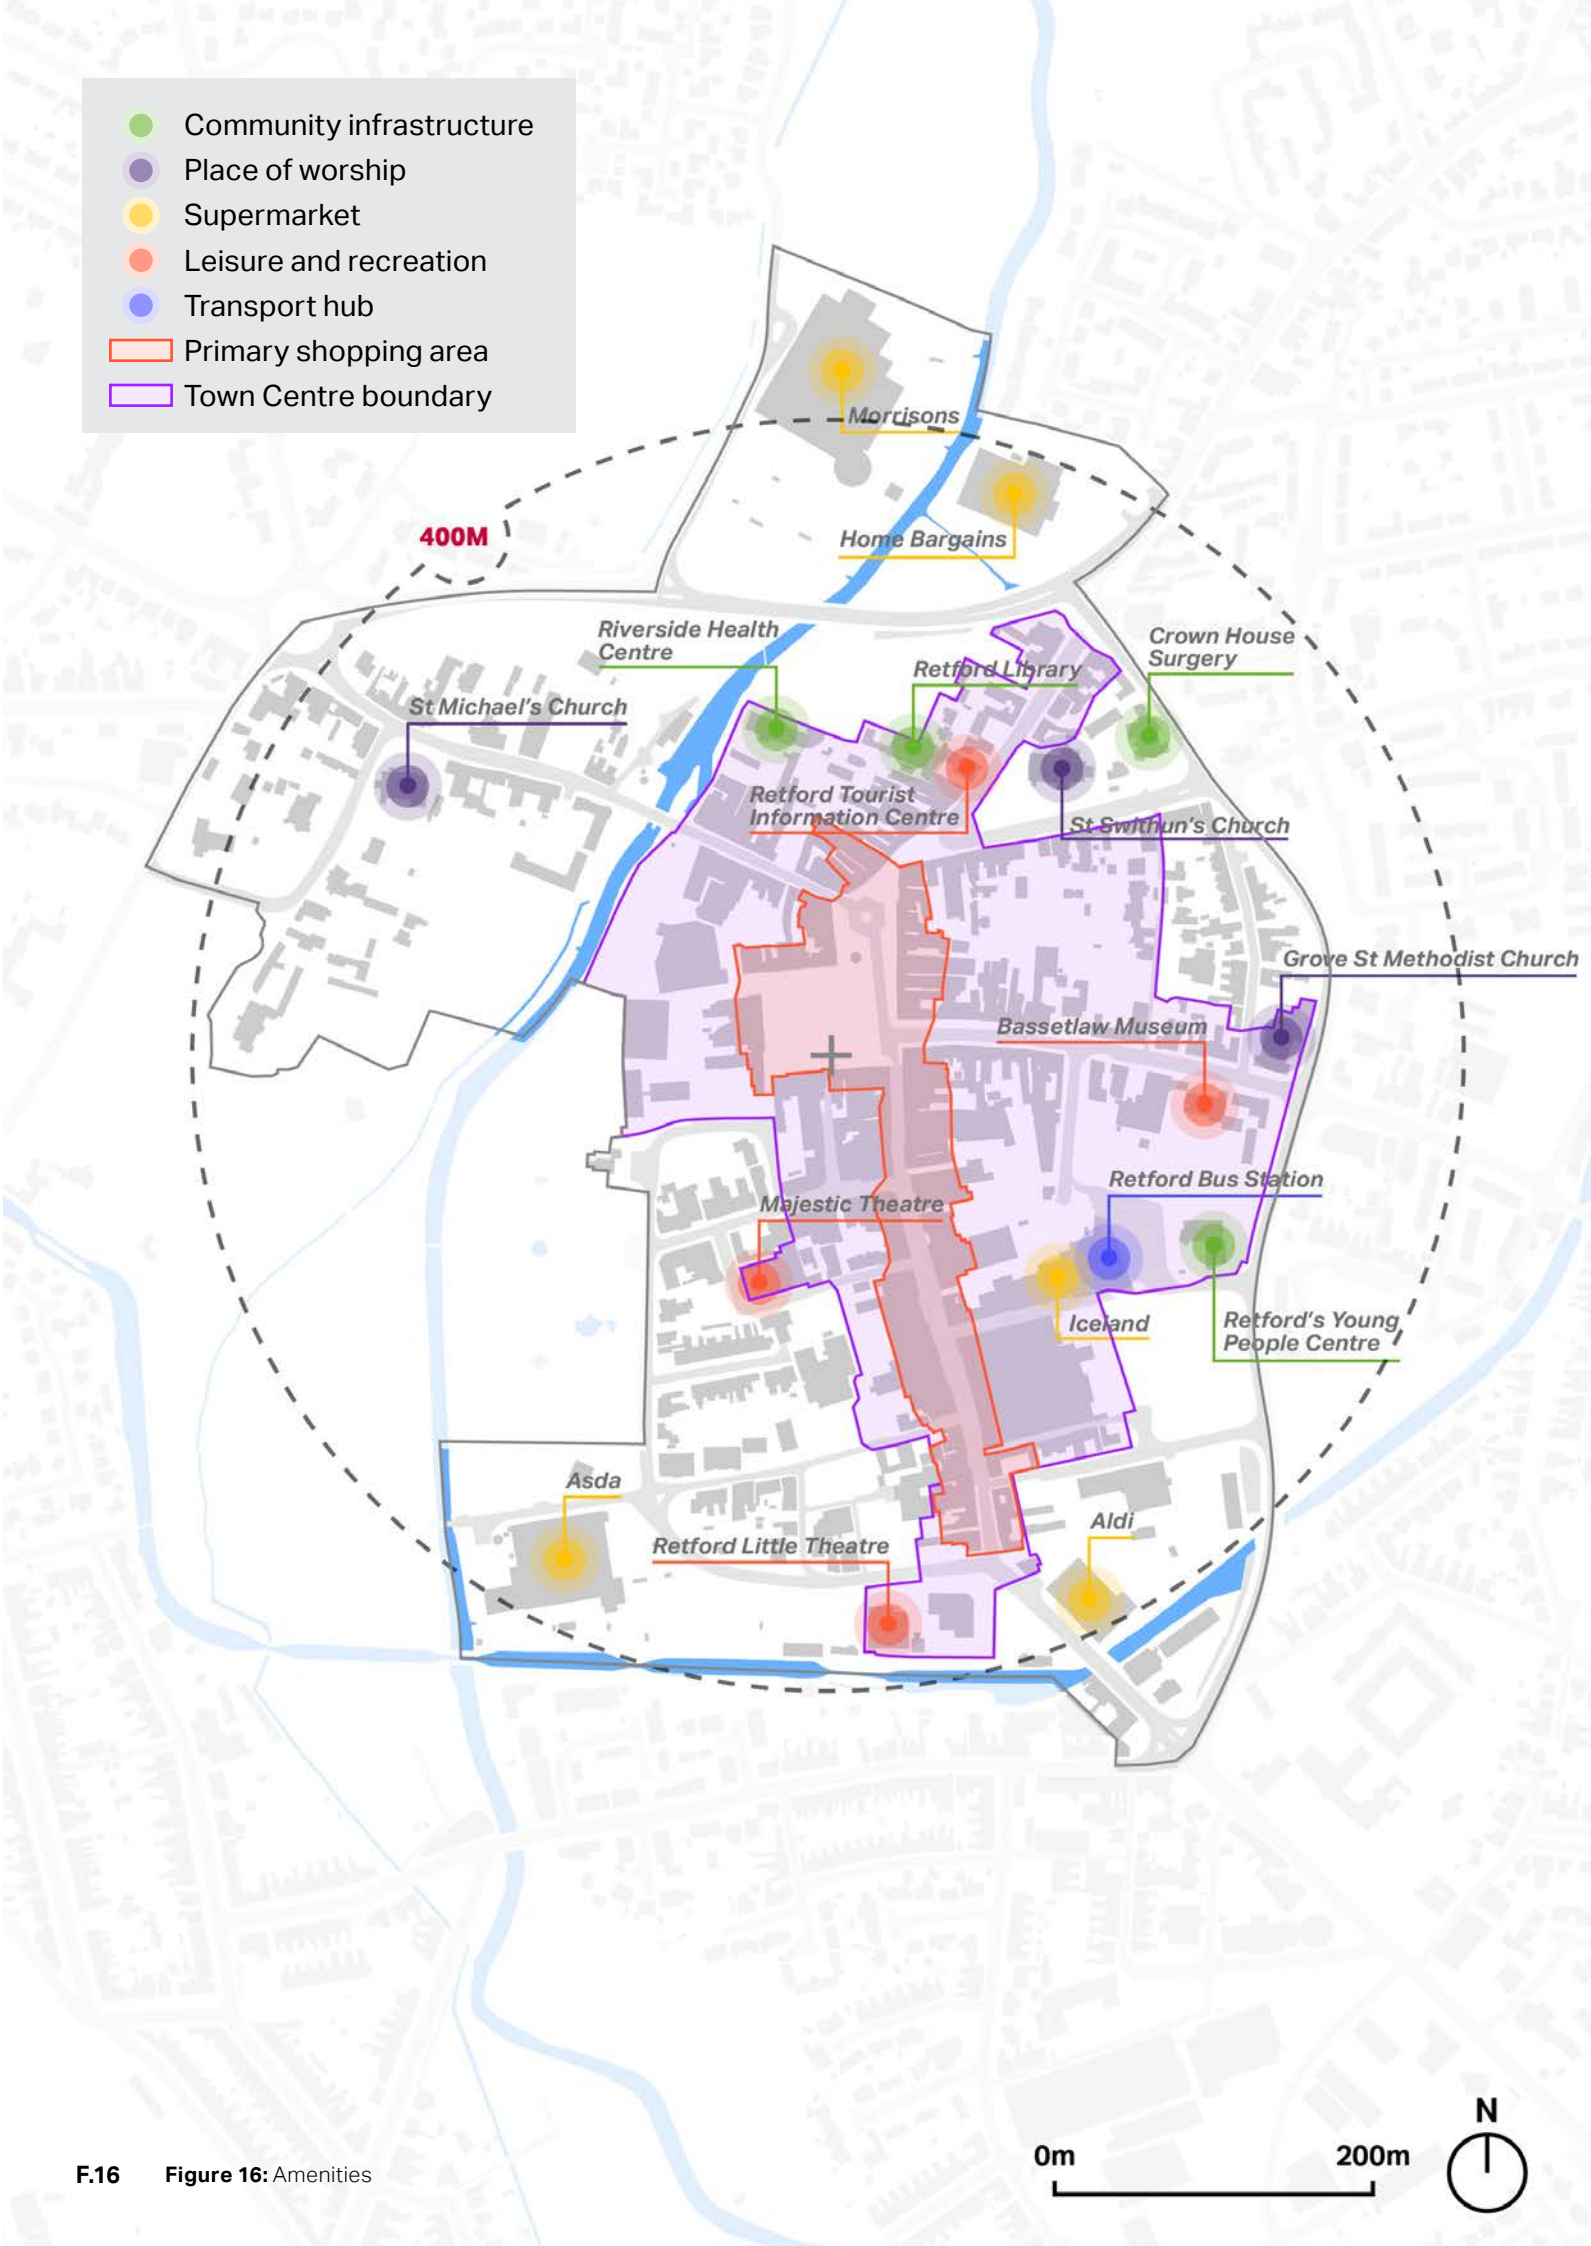 Community infrastructure
Place of worship
Supermarket
Leisure and recreation
Transport hub
Primary shopping area
Town Centre boundary
Morrisons
400M
Home Bargains
Riverside Health
Centre
Crown House
Surgery
Retford Library
St Michael's Church
Retford Tourist
Information Centre
St Swithun's Church
Grove St Methodist Church
Bassetlaw Museum
Retford Bus Station
Majestic Theatre
Iceland
Retford's Young
People Centre
Asda
Aldi
Retford Little Theatre
N
0m
200m
F.16
Figure 16: Amenities